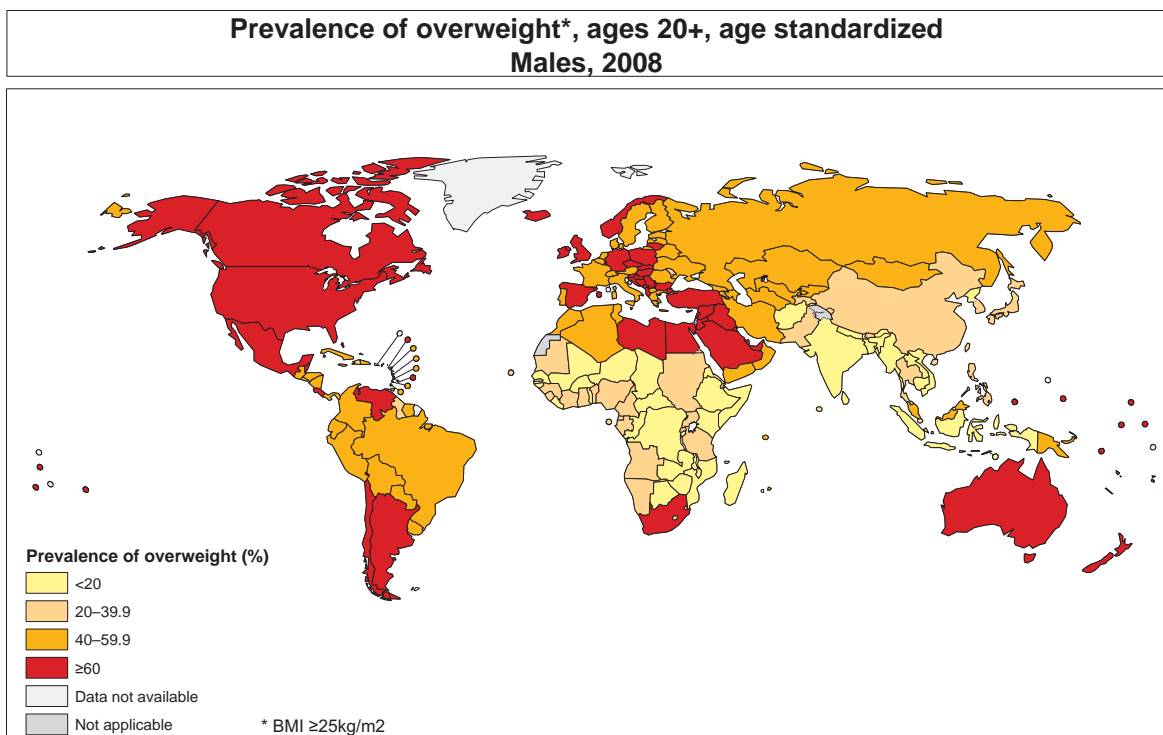 Prevalence of overweight*, ages 20+, age standardized
Males, 2008
Prevalence of overweight (%)
<20
20–39.9
40–59.9
≥60
Data not available
Not applicable
* BMI ≥25kg/m2